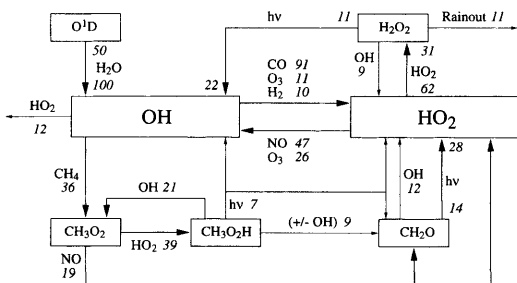 hν 11
O¹D
H₂O₂
Rainout 11
50
H₂O
100
OH
9
31
HO₂
62
22
CO 91
O₃ 11
H₂ 10
HO₂
12
OH
HO₂
NO 47
O₃ 26
28
CH₄
36
OH 21
hν 7
OH
12
hν
14
(+/- OH) 9
CH₃O₂
HO₂ 39
CH₃O₂H
CH₂O
NO
19